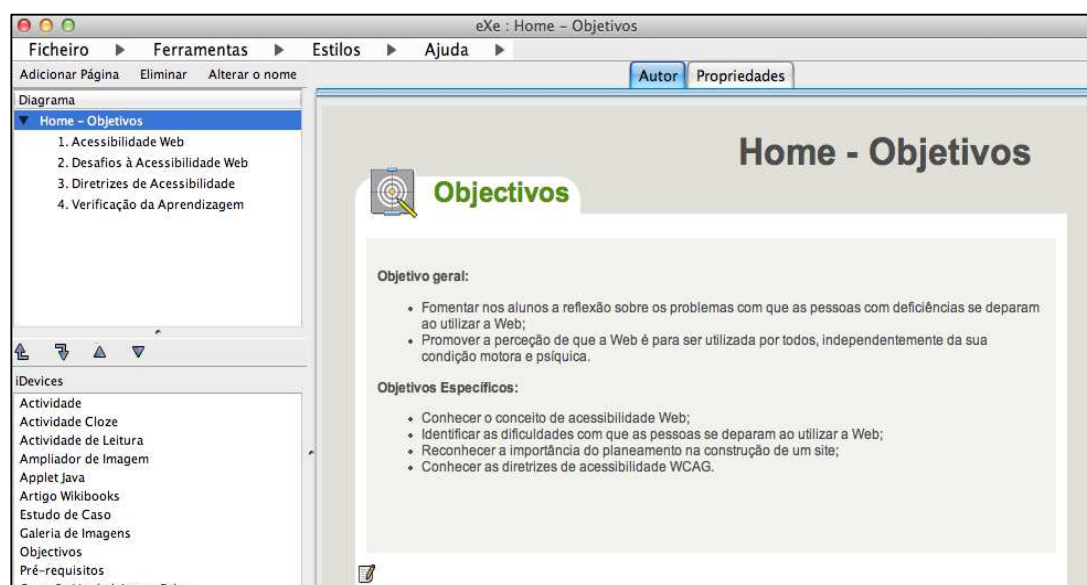 eXe : Home – Objetivos
Ficheiro Ferramentas Estilos Ajuda
Adicionar Página Eliminar Alterar o nome
Autor Propriedades
Diagrama
Home – Objetivos
1. Acessibilidade Web
2. Desafios à Acessibilidade Web
3. Diretrizes de Acessibilidade
4. Verificação da Aprendizagem
iDevices
Actividade
Actividade Cloze
Actividade de Leitura
Ampliador de Imagem
Applet Java
Artigo Wikibooks
Estudo de Caso
Galeria de Imagens
Objectivos
Pré-requisitos
Home - Objetivos
Objectivos
Objetivo geral:
• Fomentar nos alunos a reflexão sobre os problemas com que as pessoas com deficiências se deparam
ao utilizar a Web;
• Promover a perceção de que a Web é para ser utilizada por todos, independentemente da sua
condição motora e psíquica.
Objetivos Específicos:
• Conhecer o conceito de acessibilidade Web;
• Identificar as dificuldades com que as pessoas se deparam ao utilizar a Web;
• Reconhecer a importância do planeamento na construção de um site;
• Conhecer as diretrizes de acessibilidade WCAG.